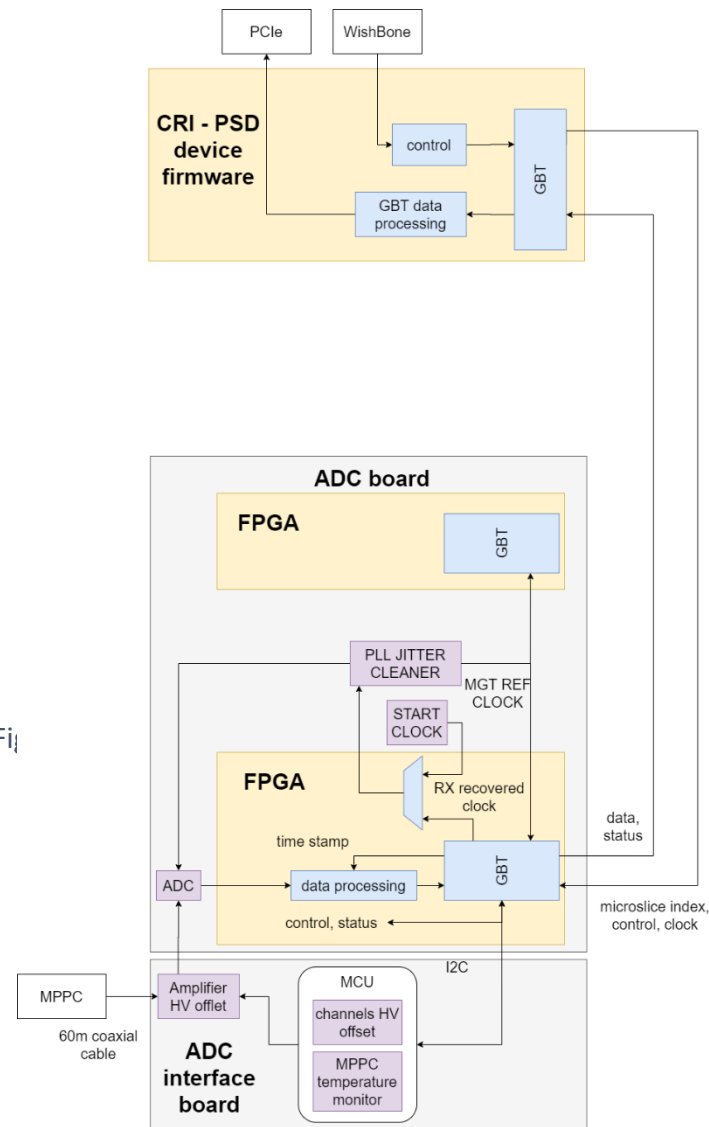 PCIe
WishBone
CRI - PSD
device
firmware
control
GBT
GBT data
processing
ADC board
FPGA
GBT
PLL JITTER
CLEANER
MGT REF
CLOCK
START
CLOCK
FPGA
RX recovered
clock
data,
status
time stamp
ADC
data processing
GBT
control, status
microslice index,
control, clock
I2C
MPPC
Amplifier
HV offlet
MCU
channels HV
offset
60m coaxial
cable
ADC
interface
board
MPPC
temperature
monitor